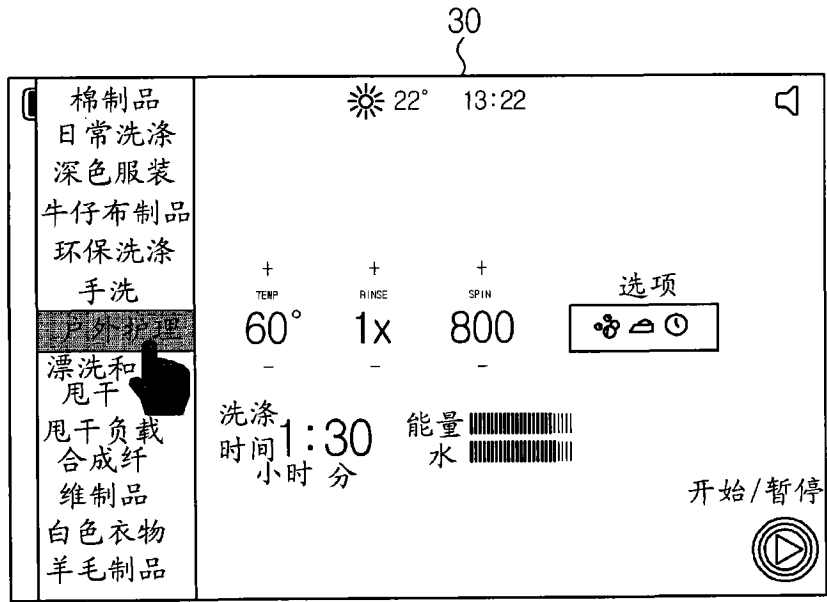 30
棉制品
日常洗涤
深色服装
牛仔布制品
环保洗涤
手洗
户外护理
漂洗和
甩干
甩干负载
合成纤
维制品
白色衣物
羊毛制品
22° 13:22
+ + +
TEMP RINSE SPIN
60° 1x 800
- - -
选项
洗涤
时间 1:30
小时 分
能量
水
开始/暂停